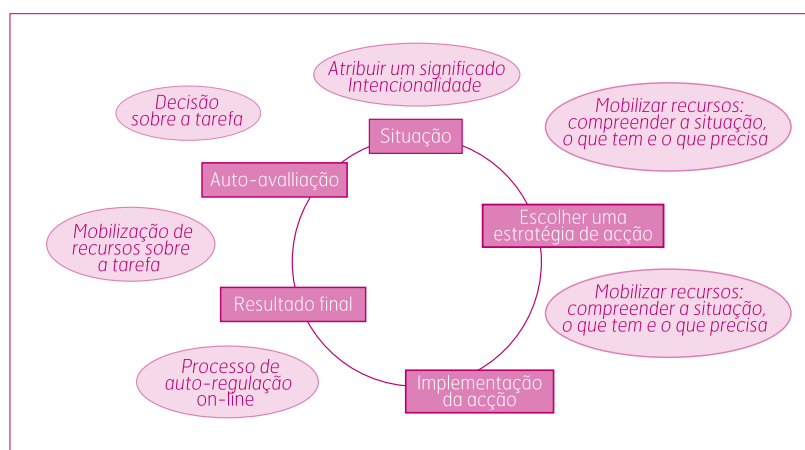 Atribuir um significado
Intencionalidade
Decisão
sobre a tarefa
Mobilizar recursos:
compreender a situação,
o que tem e o que precisa
Situação
Auto-avalliação
Escolher uma
estratégia de acção
Mobilização de
recursos sobre
a tarefa
Resultado final
Mobilizar recursos:
compreender a situação,
o que tem e o que precisa
Processo de
auto-regulação
on-line
Implementação
da acção